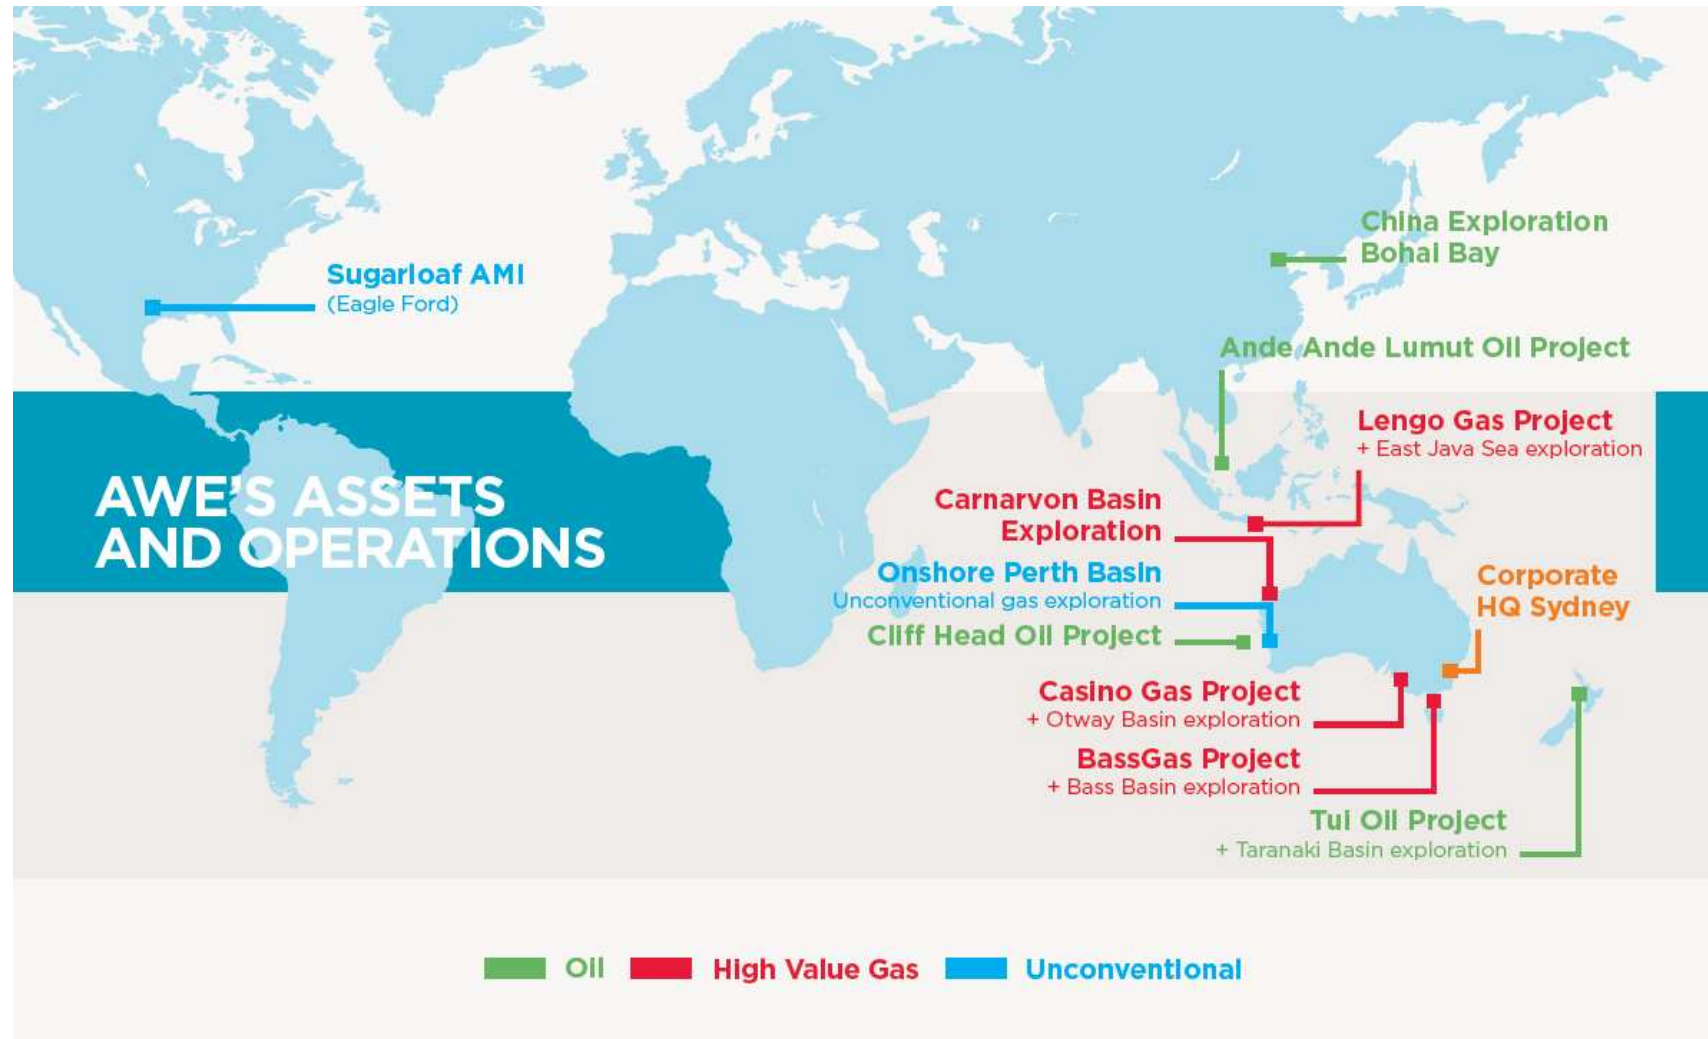 China Exploration
Bohai Bay
Sugarloaf AMI
(Eagle Ford)
Ande Ande Lumut Oil Project
Lengo Gas Project
+ East Java Sea exploration
AWE'S ASSETS
AND OPERATIONS
Carnarvon Basin
Exploration
Onshore Perth Basin
Unconventional gas exploration
Cliff Head Oil Project
Corporate
HQ Sydney
Casino Gas Project
+ Otway Basin exploration
BassGas Project
+ Bass Basin exploration
Tui Oil Project
+ Taranaki Basin exploration
Oil
High Value Gas
Unconventional